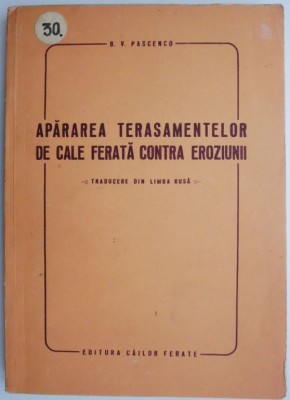 30.
B. V. PASCENCO
APĂRAREA TERASAMENTELOR
DE CALE FERATĂ CONTRA EROZIUNII
TRADUCERE DIN LIMBA RUSĂ
EDITURA CĂILOR FERATE